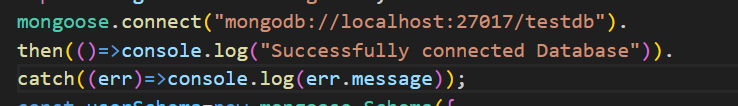 mongoose.connect("mongodb://localhost:27017/testdb").
then(()=>console.log("Successfully connected Database")).
catch((err)=>console.log(err.message));
const userSchema=new mongoose.Schema({